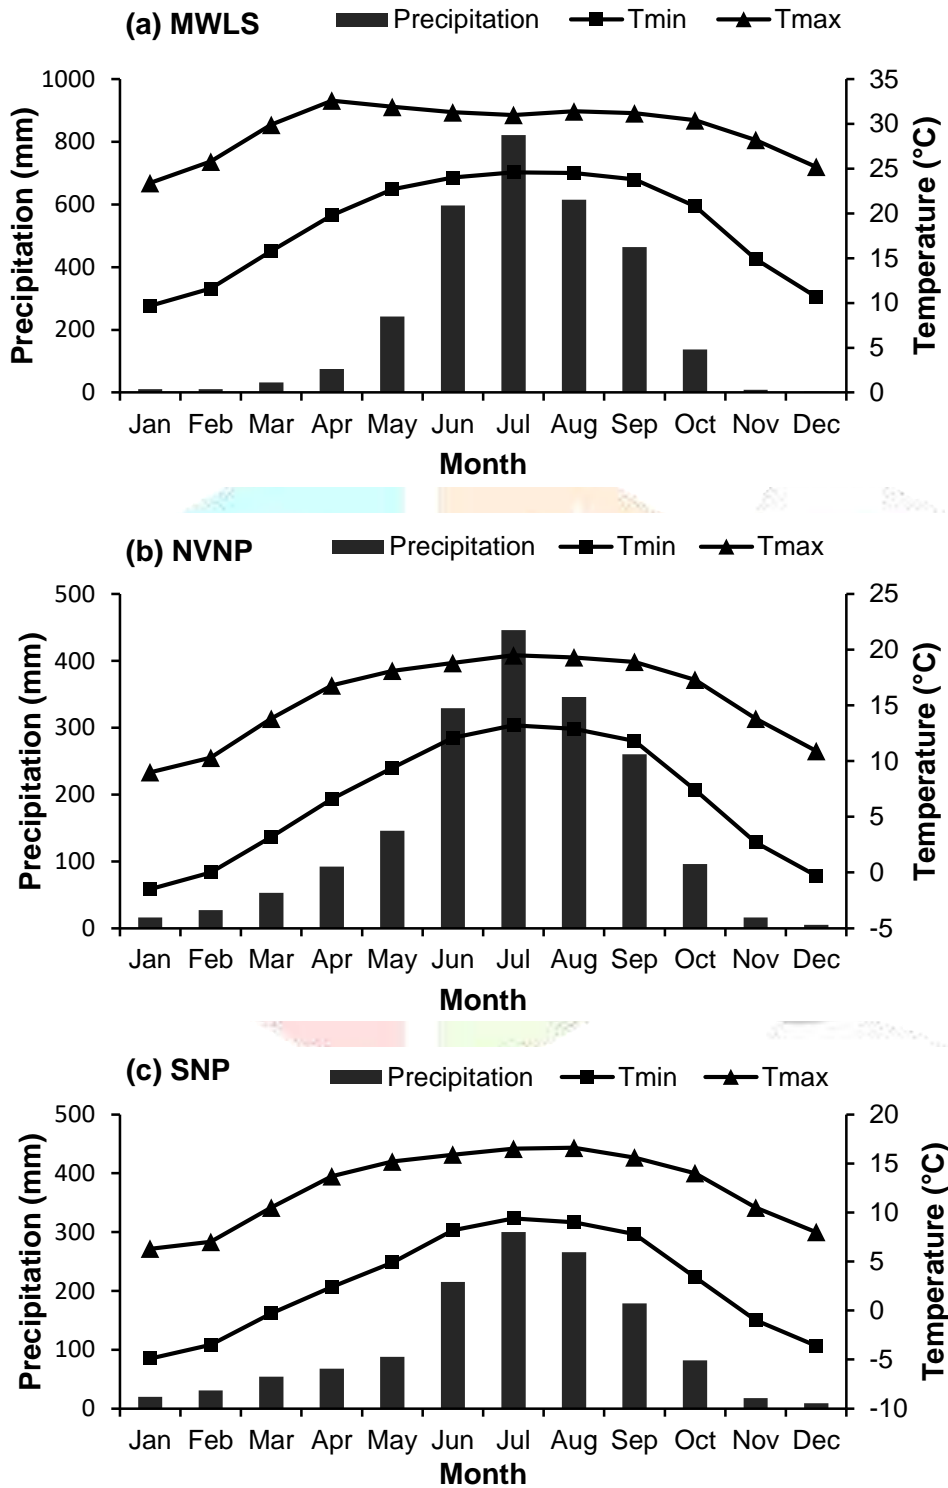 (a) MWLS
Precipitation Tmin Tmax
1000 35
800 30
600 25
400 20
200 15
0 10
5
0
Precipitation (mm)
Temperature (°C)
Jan Feb Mar Apr May Jun Jul Aug Sep Oct Nov Dec
Month
(b) NVNP
Precipitation Tmin Tmax
500 25
400 20
300 15
200 10
100 5
0 0
-5
Precipitation (mm)
Temperature (°C)
Jan Feb Mar Apr May Jun Jul Aug Sep Oct Nov Dec
Month
(c) SNP
Precipitation Tmin Tmax
500 20
400 15
300 10
200 5
100 0
0 -5
-10
Precipitation (mm)
Temperature (°C)
Jan Feb Mar Apr May Jun Jul Aug Sep Oct Nov Dec
Month